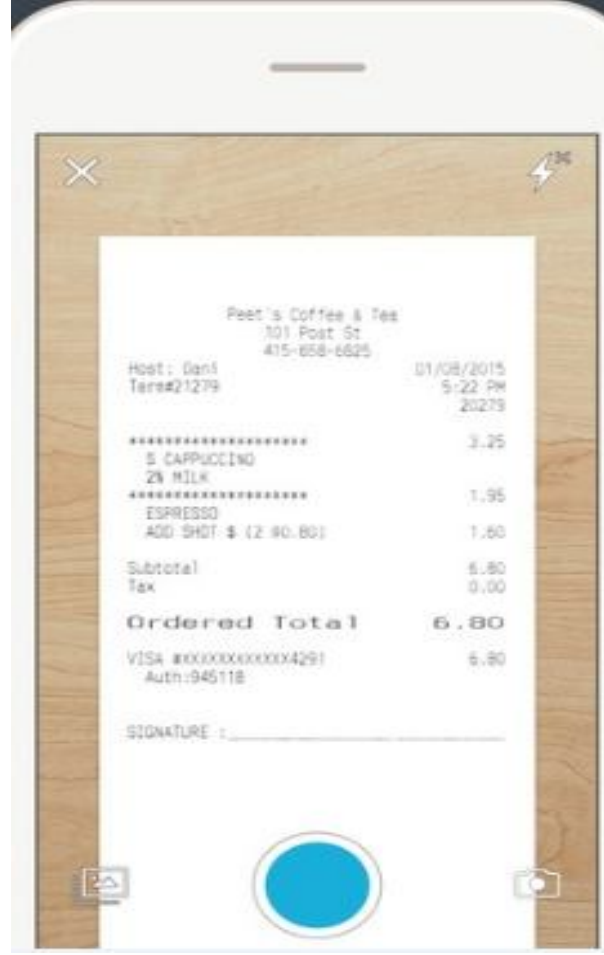 Peet's Coffee & Tea
101 Post St
415-658-6625
Host: Dani 01/08/2015
Term#21279 5:22 PM
20279
******************** 3.25
S CAPPUCCINO
2% MILK
******************** 1.95
ESPRESSO
ADD SHOT $ (2 @0.80) 1.60
Subtotal 6.80
Tax 0.00
Ordered Total 6.80
VISA #XXXXXXXXXXXX4291 6.80
Auth:945118
SIGNATURE :